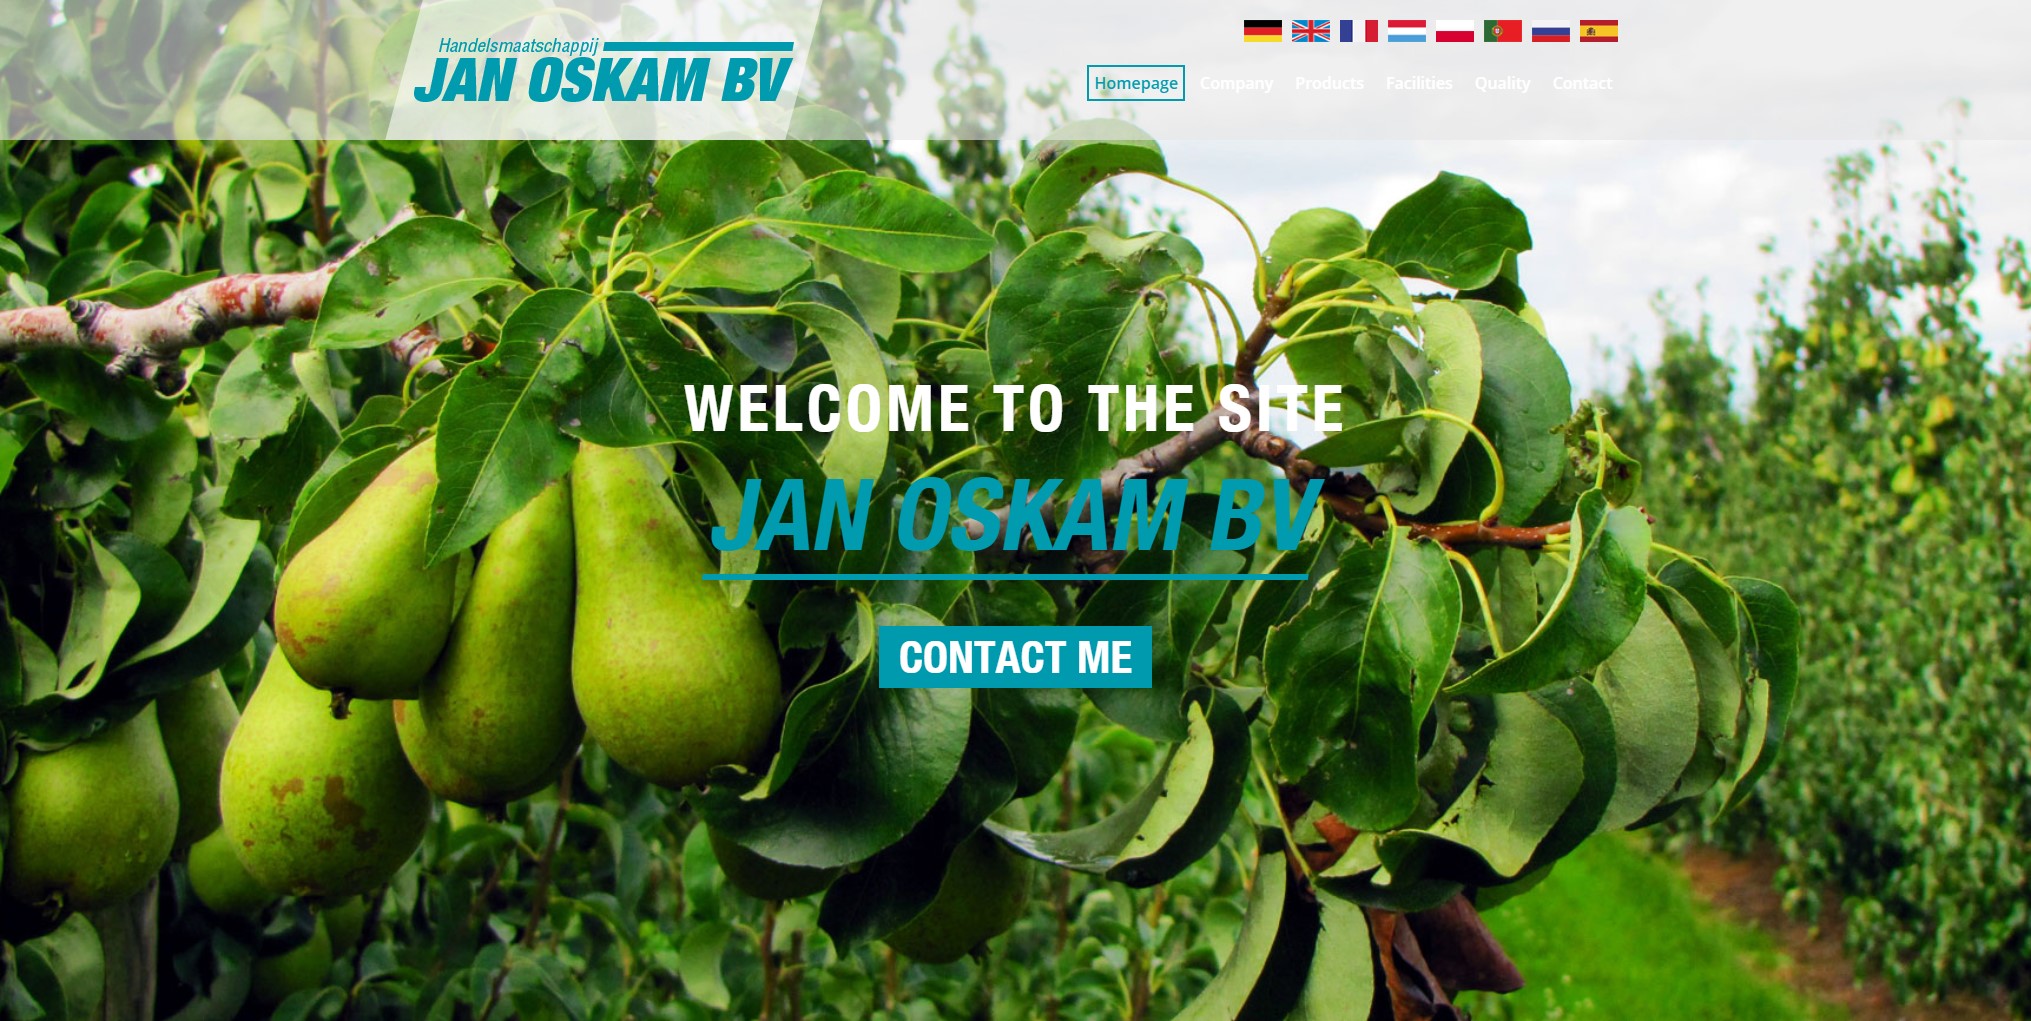 Handelsmaatschappij
JAN OSKAM BV
Homepage Company Products Facilities Quality Contact
WELCOME TO THE SITE
JAN OSKAM BV
CONTACT ME